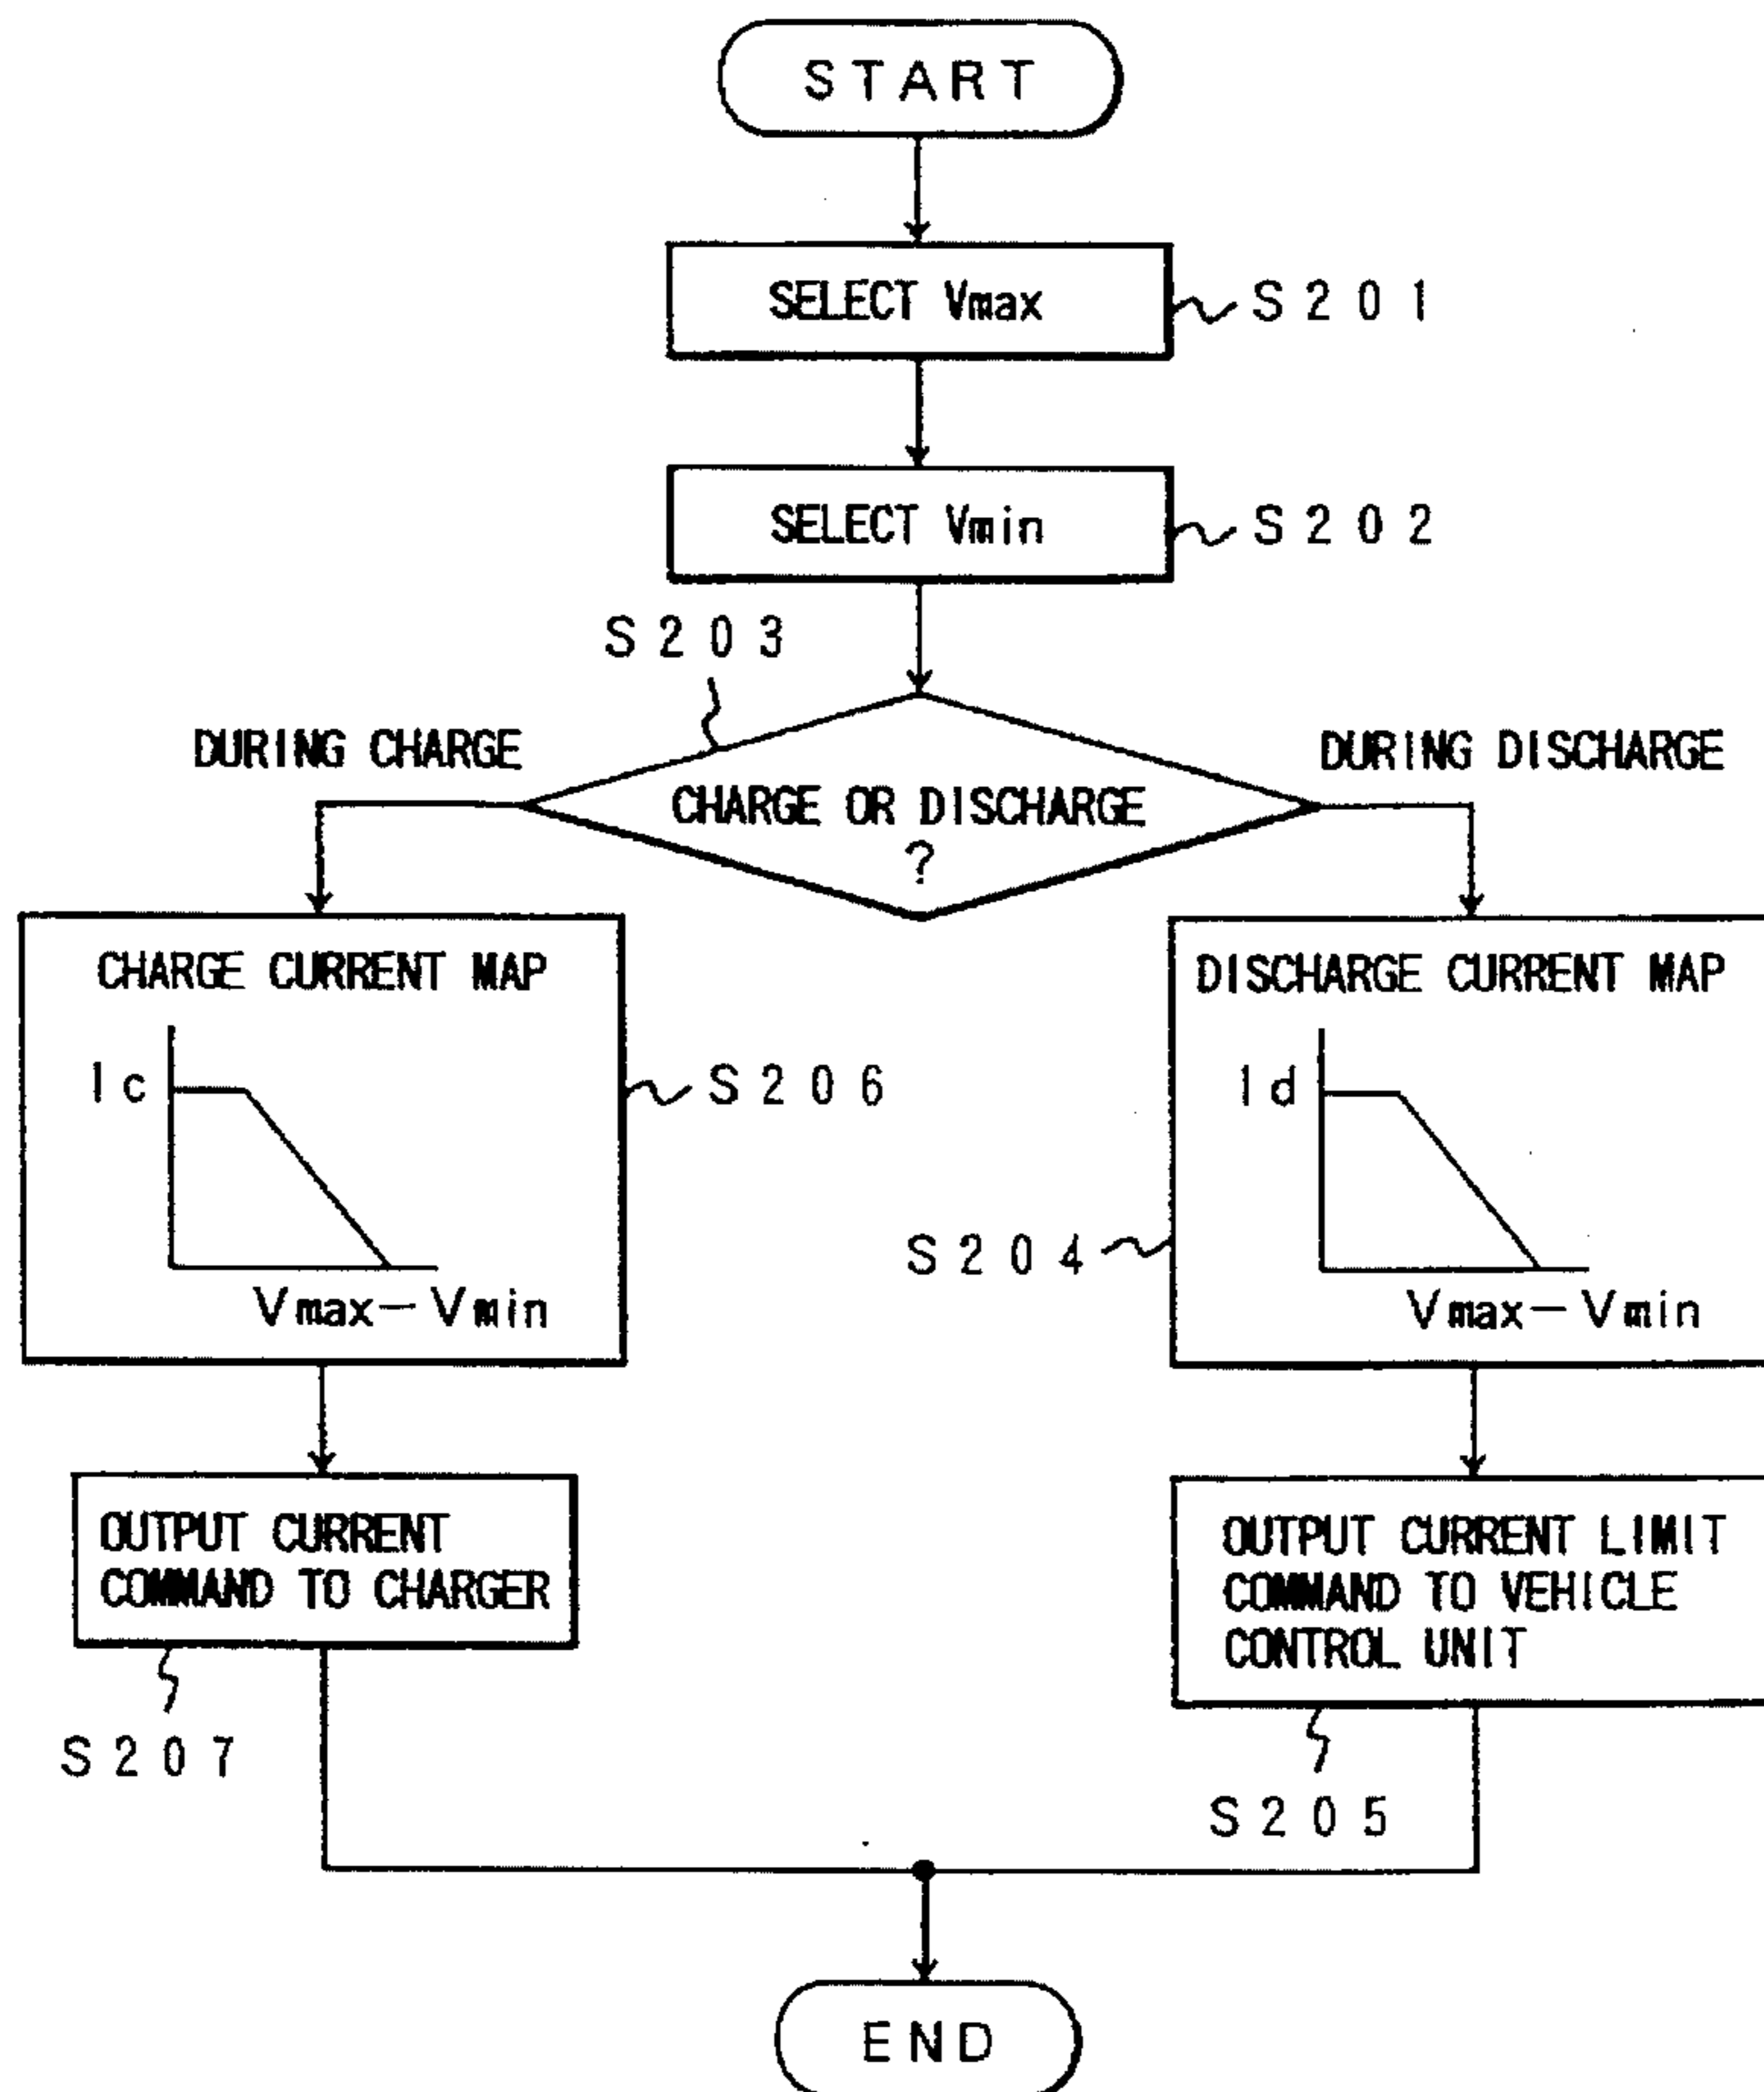 START
SELECT Vmax
S201
SELECT Vmin
S202
S203
DURING CHARGE
DURING DISCHARGE
CHARGE OR DISCHARGE
?
CHARGE CURRENT MAP
Ic
Vmax−Vmin
S206
DISCHARGE CURRENT MAP
Id
Vmax−Vmin
S204
OUTPUT CURRENT
COMMAND TO CHARGER
S207
OUTPUT CURRENT LIMIT
COMMAND TO VEHICLE
CONTROL UNIT
S205
END